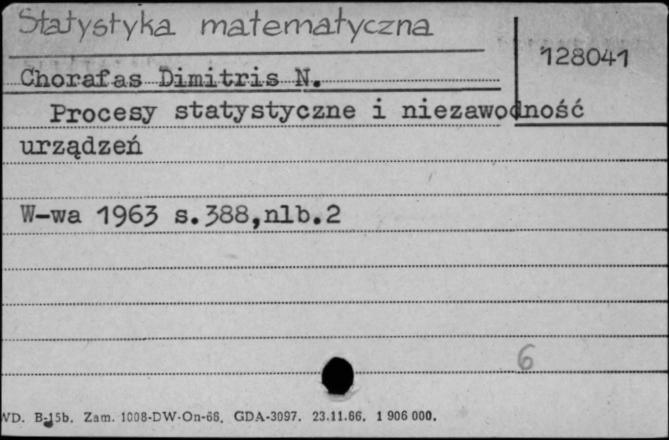 Statystyka matematyczna
128041
Chorafas Dimitris N.
Procesy statystyczne i niezawodność
urządzeń
W-wa 1963 s.388,nlb.2
6
WD. B-15b. Zam. 1008-DW-On-66. GDA-3097. 23.11.66. 1 906 000.